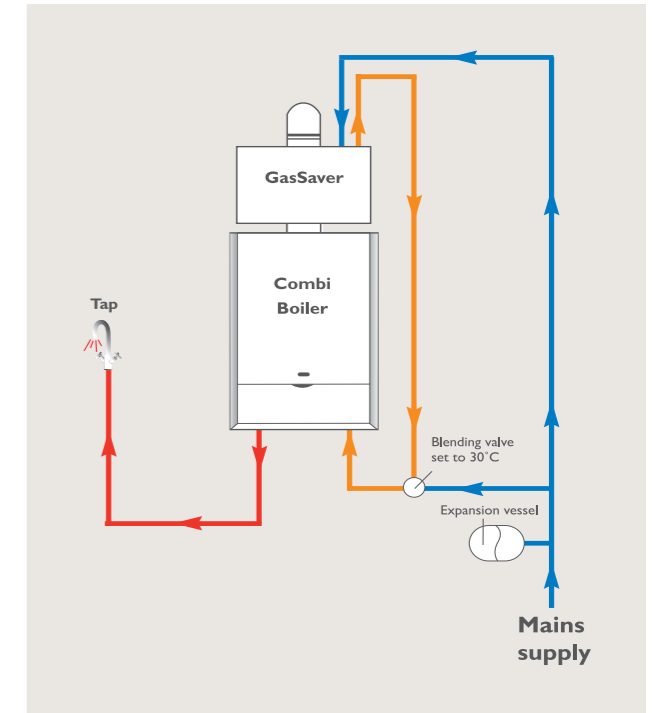 GasSaver
Combi
Boiler
Tap
Blending valve
set to 30˚C
Expansion vessel
Mains
supply